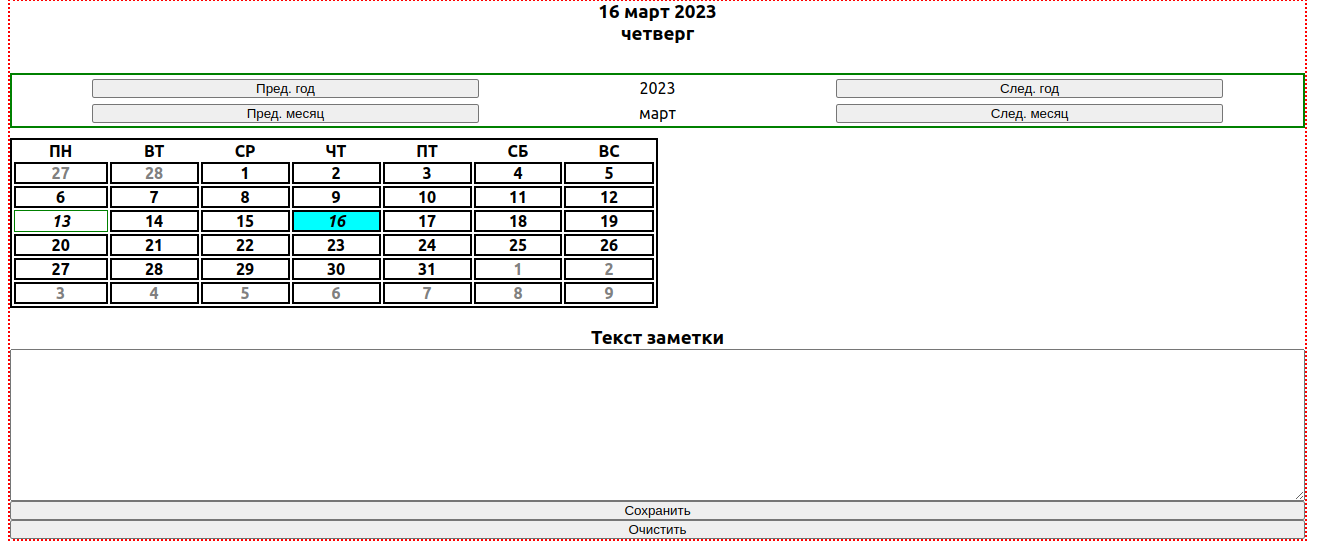 16 март 2023
четверг
Пред. год 2023 След. год
Пред. месяц март След. месяц
ПН ВТ СР ЧТ ПТ СБ ВС
27 28 1 2 3 4 5
6 7 8 9 10 11 12
13 14 15 16 17 18 19
20 21 22 23 24 25 26
27 28 29 30 31 1 2
3 4 5 6 7 8 9
Текст заметки
Сохранить
Очистить